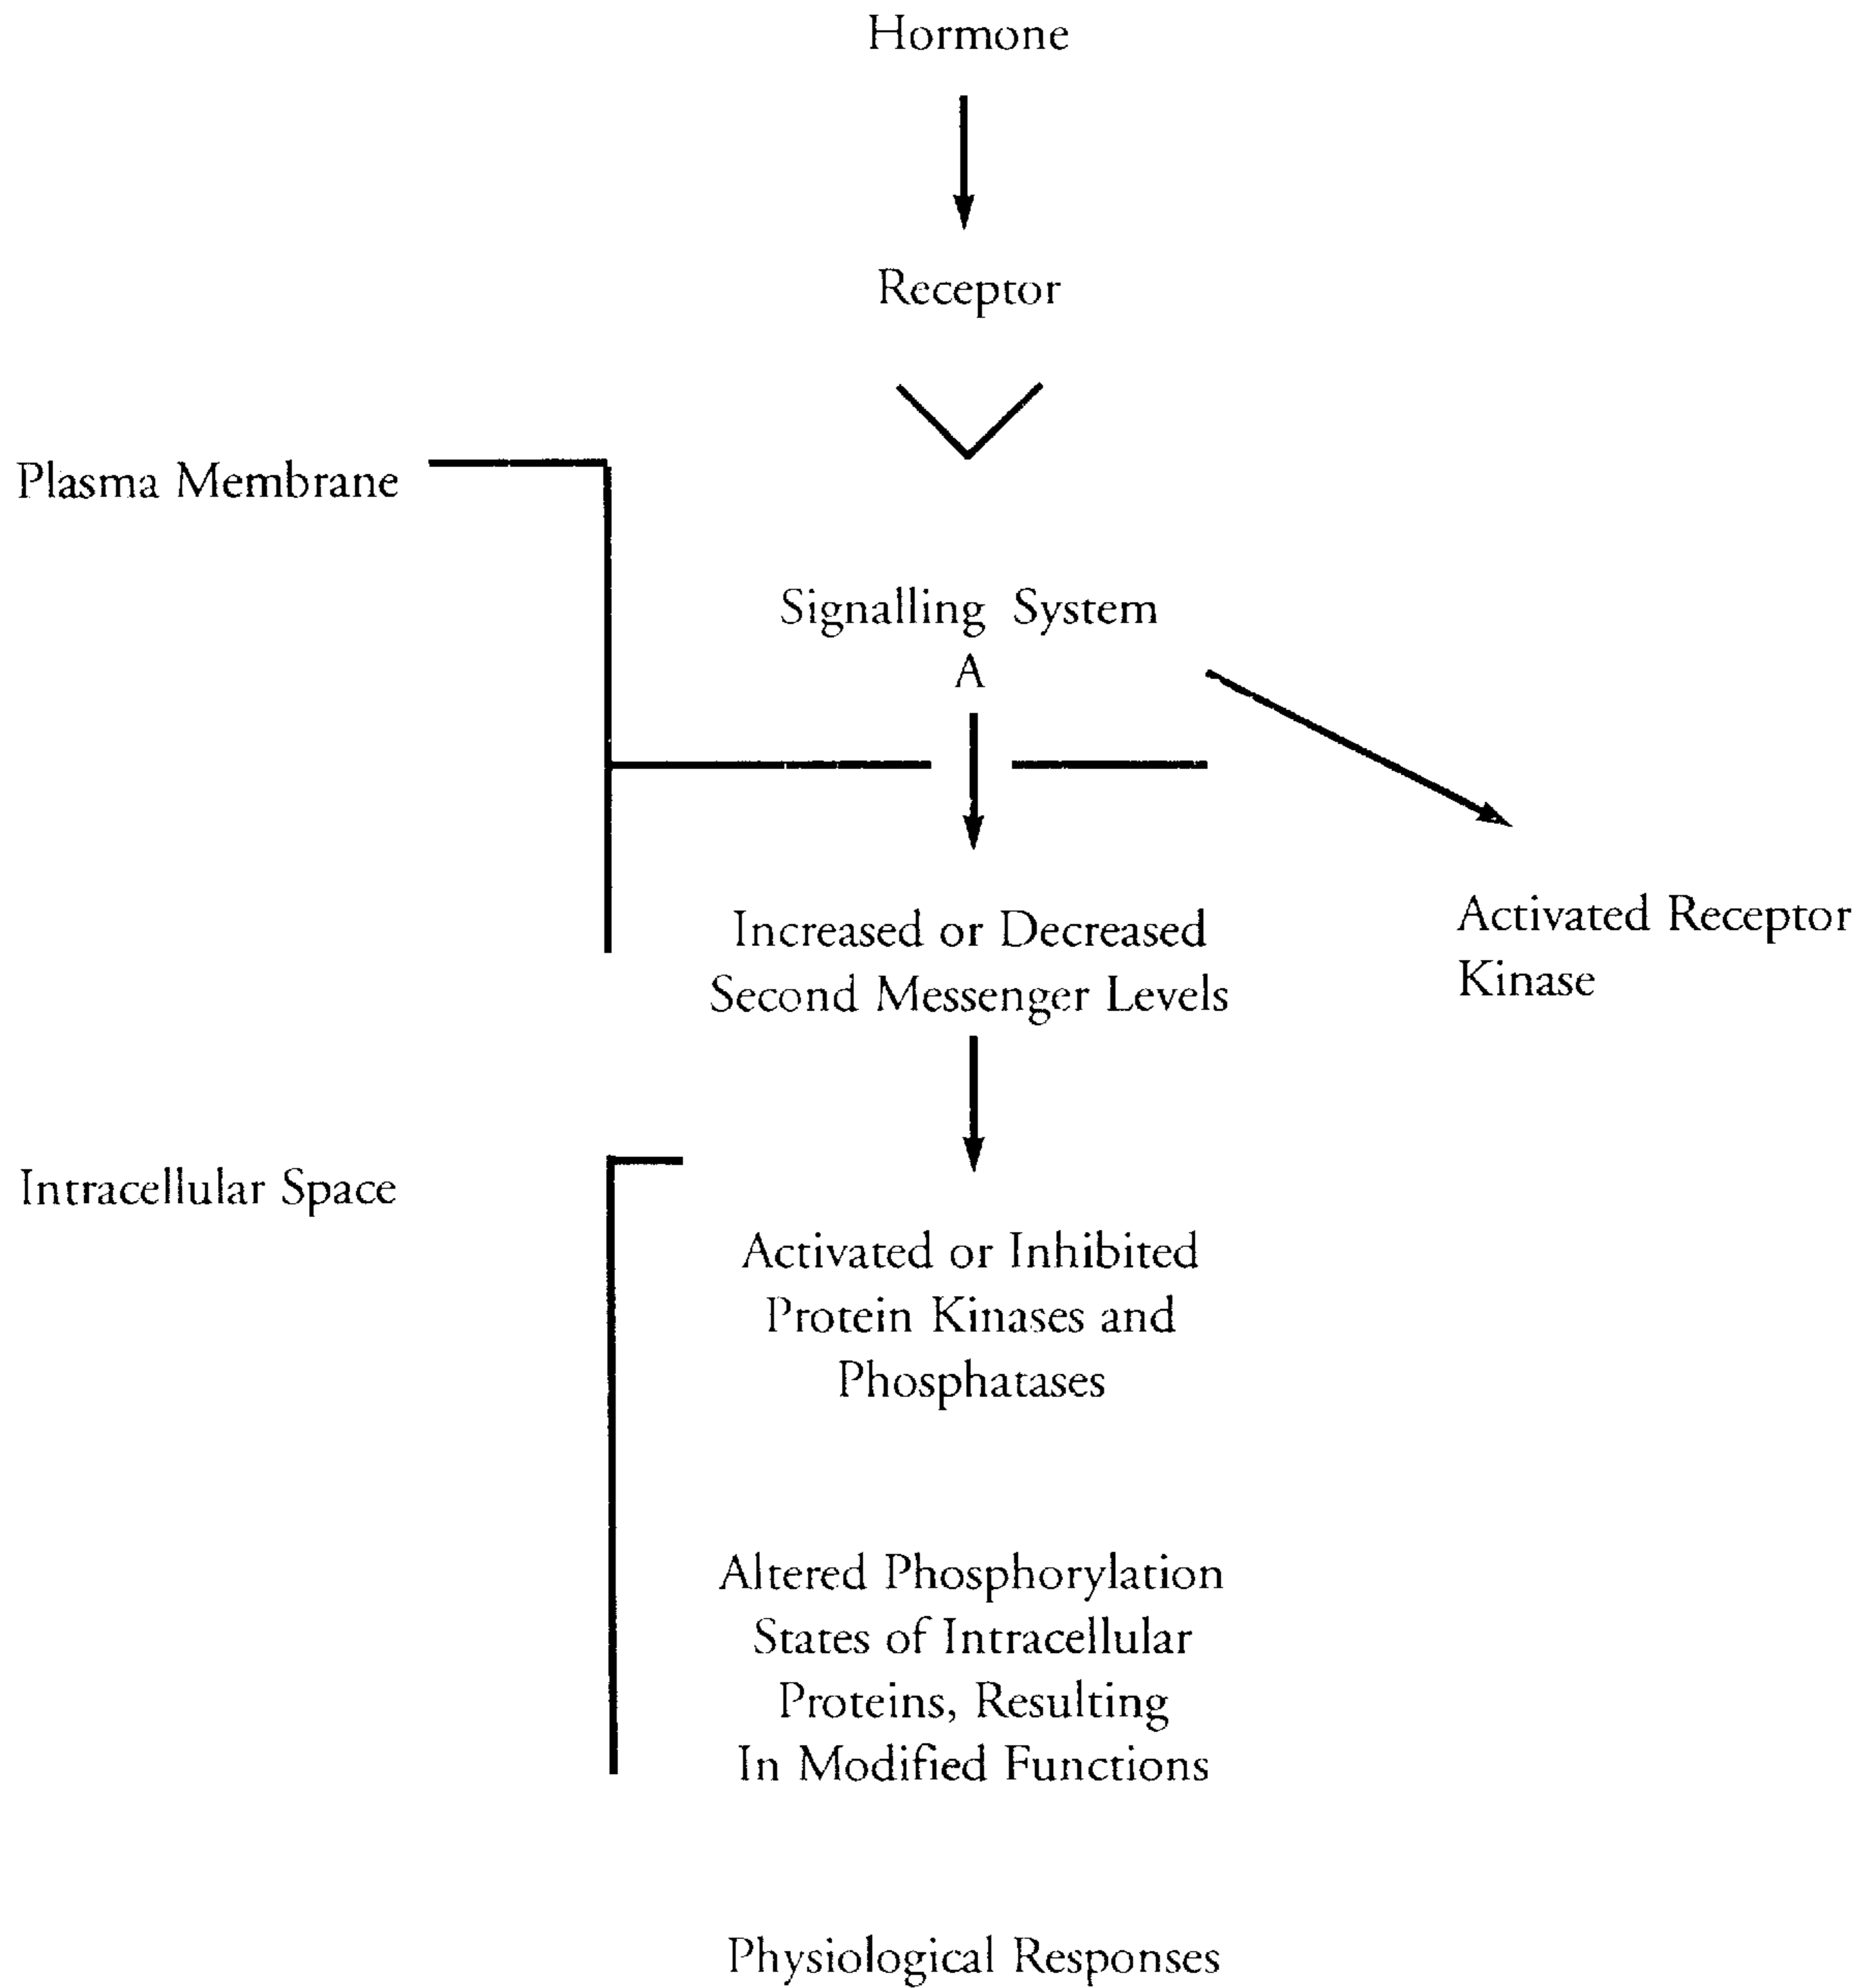 Hormone
Receptor
Plasma Membrane
Signalling System
A
Increased or Decreased
Second Messenger Levels
Activated Receptor
Kinase
Intracellular Space
Activated or Inhibited
Protein Kinases and
Phosphatases
Altered Phosphorylation
States of Intracellular
Proteins, Resulting
In Modified Functions
Physiological Responses